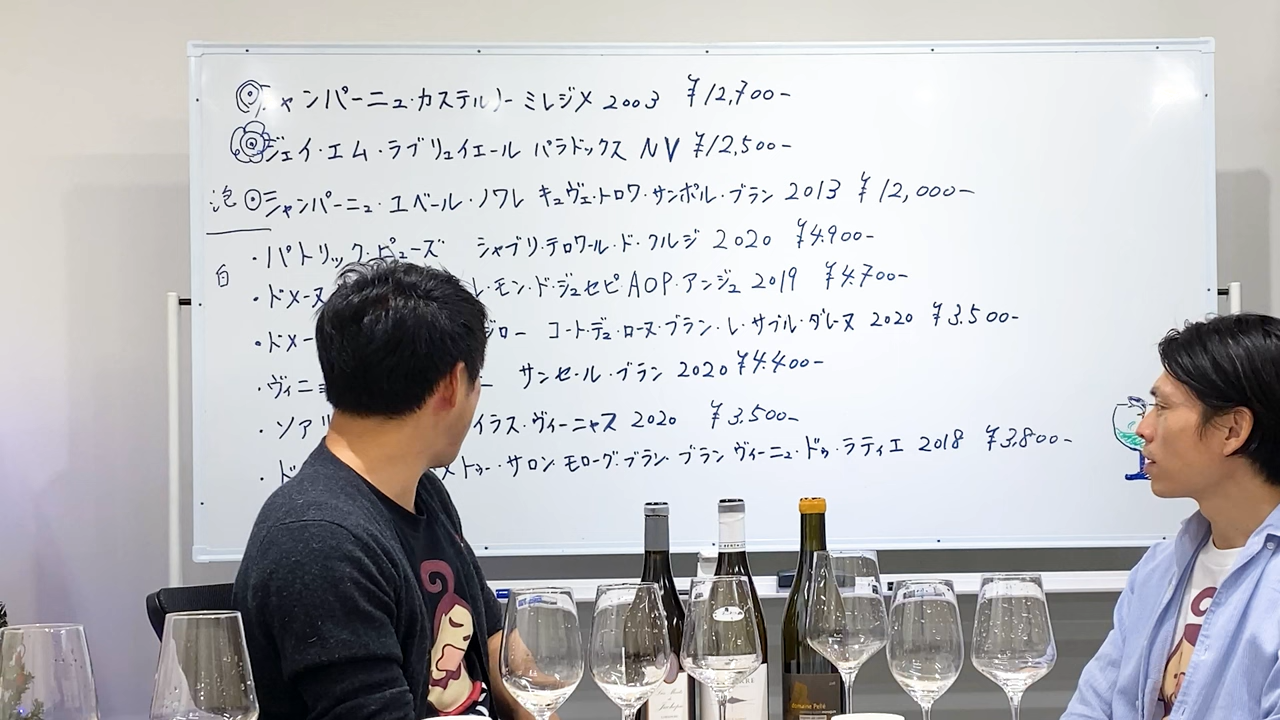 シャンパーニュ・カステルノー ミレジメ 2003 ¥12,700-
ジェイ・エム・ラブリュイエール パラドックス NV ¥12,500-
泡 シャンパーニュ・エベール・ノワレ キュヴェ・トロワ・サンポル・ブラン 2013 ¥12,000-
・パトリック・ピューズ シャブリ・テロワール・ド・クルジ 2020 ¥4.900-
白
・ドメーヌ レ・モン・ド・ジュセピ AOP・アンジュ 2019 ¥4.700-
・ドメー ジロー コート・デュ・ローヌ・ブラン・レ・サブル・ダレーヌ 2020 ¥3.500-
・ヴィニ サンセール・ブラン 2020 ¥4.400-
・ソアリ イラス・ヴィーニャス 2020 ¥3.500-
・ド サロン モローグ・ブラン・ブラン ヴィーニュ・ドゥ・ラティエ 2018 ¥3.800-
Domaine Pellé